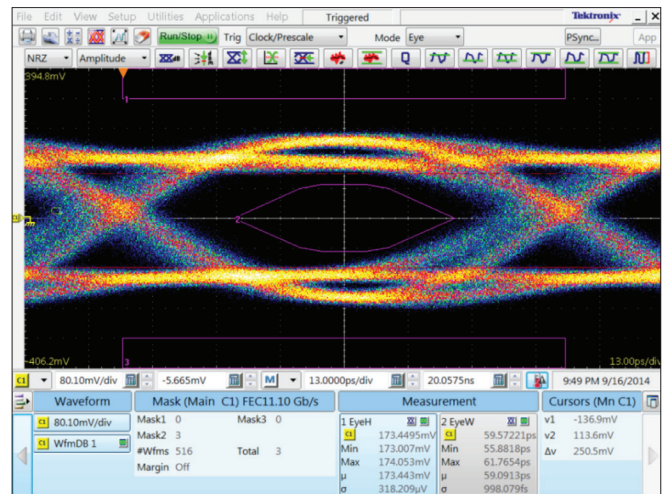 File Edit View Setup Utilities Applications Help Triggered Tektronix
Run/Stop Trig Clock/Prescale Mode Eye PSync... App
NRZ Amplitude
394.8mV
1
C1
2
3
-406.2mV
13.00ps/div
C1 80.10mV/div -5.665mV M 13.0000ps/div 20.0575ns 9:49 PM 9/16/2014
Waveform Mask (Main C1) FEC11.10 Gb/s Measurement Cursors (Mn C1)
C1 80.10mV/div
C1 WfmDB 1
Mask1 0 Mask3 0
Mask2 3
#Wfms 516 Total 3
Margin Off
1 EyeH
C1 173.4495mV
Min 173.007mV
Max 174.053mV
µ 173.443mV
σ 318.209µV
2 EyeW
C1 59.57221ps
Min 55.8818ps
Max 61.7654ps
µ 59.0913ps
σ 998.079fs
v1 -136.9mV
v2 113.6mV
Δv 250.5mV